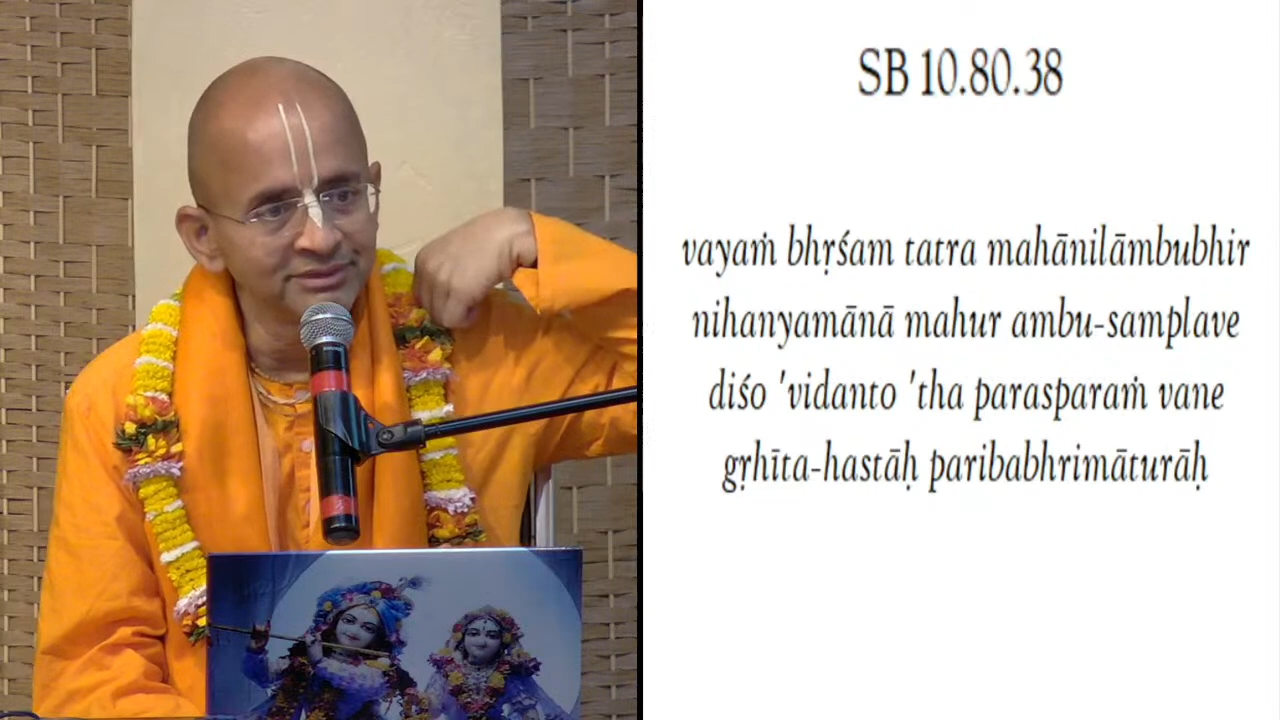 SB 10.80.38
vayaṁ bhṛśam tatra mahānilāmbubhir
nihanyamānā mahur ambu-samplave
diśo 'vidanto 'tha parasparaṁ vane
gṛhīta-hastāḥ paribabhrimāturāḥ